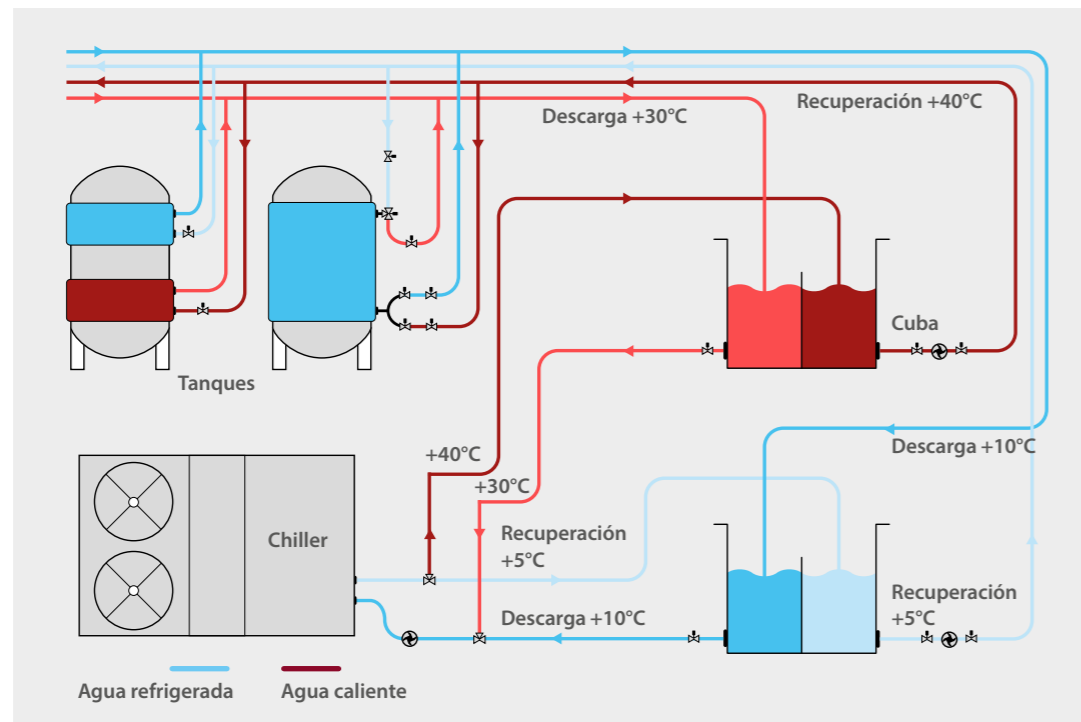 Descarga +30°C
Recuperación +40°C
Tanques
Cuba
+40°C
+30°C
Descarga +10°C
Chiller
Recuperación
+5°C
Recuperación
+5°C
Descarga +10°C
Agua refrigerada
Agua caliente